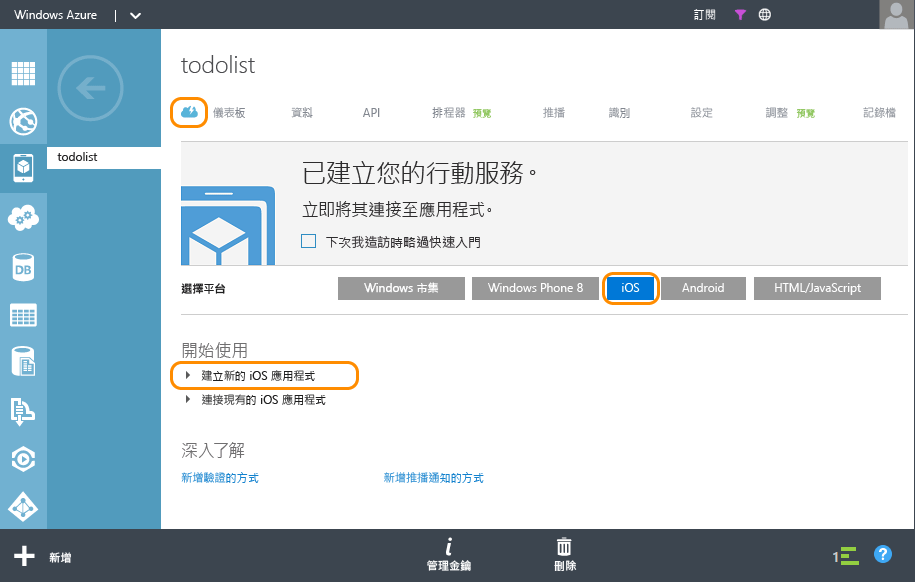 Windows Azure | 訂閱
todolist
todolist
儀表板 資料 API 排程器 預覽 推播 識別 設定 調整 預覽 記錄檔
已建立您的行動服務。
立即將其連接至應用程式。
下次我造訪時略過快速入門
選擇平台 Windows 市集 Windows Phone 8 iOS Android HTML/JavaScript
開始使用
建立新的 iOS 應用程式
連接現有的 iOS 應用程式
深入了解
新增驗證的方式 新增推播通知的方式
DB
新增 管理金鑰 刪除 1 ?